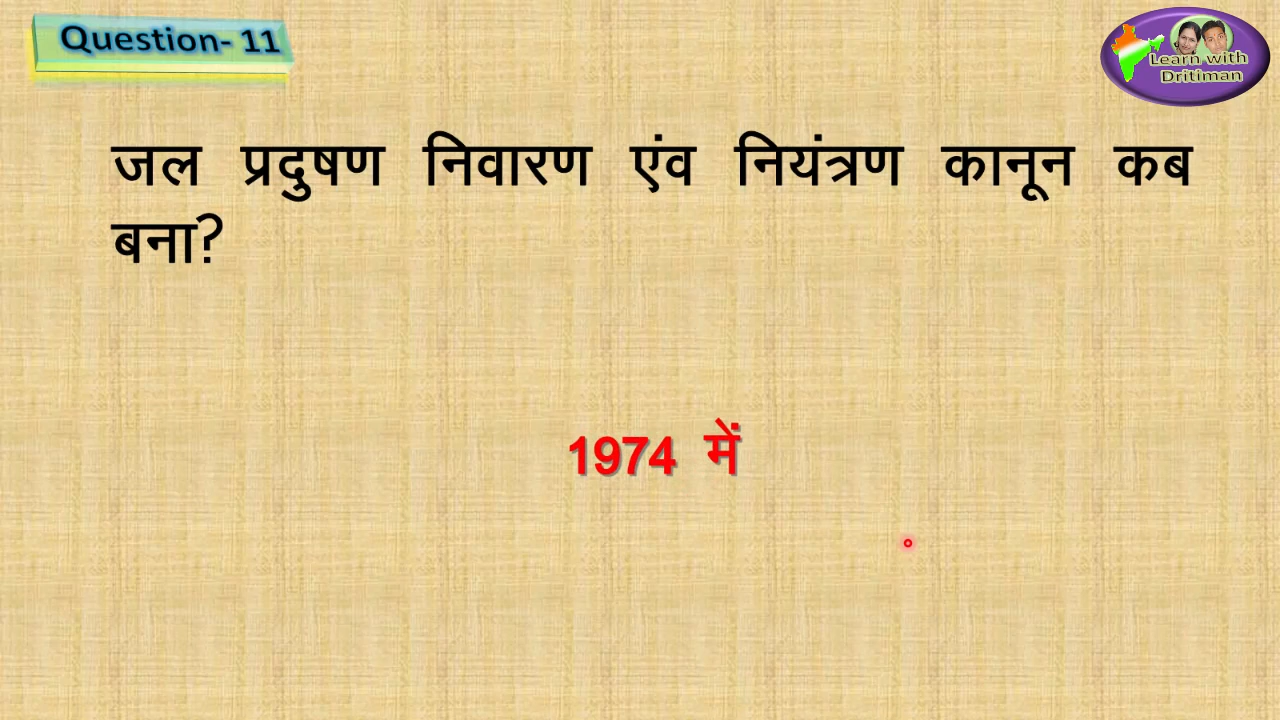 Question- 11
Learn with
Dritiman
जल प्रदुषण निवारण एंव नियंत्रण कानून कब
बना?
1974 में